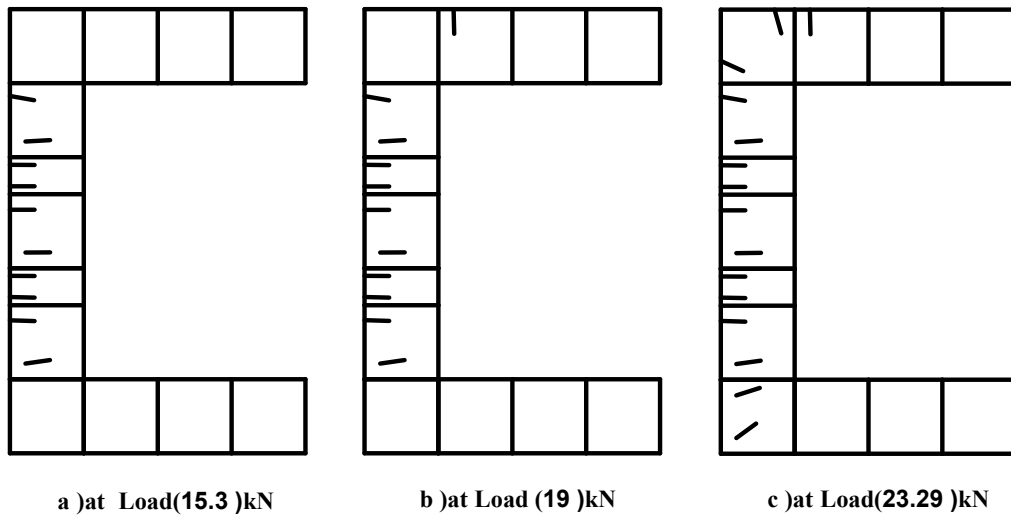 a )at Load(15.3 )kN
b )at Load (19 )kN
c )at Load(23.29 )kN